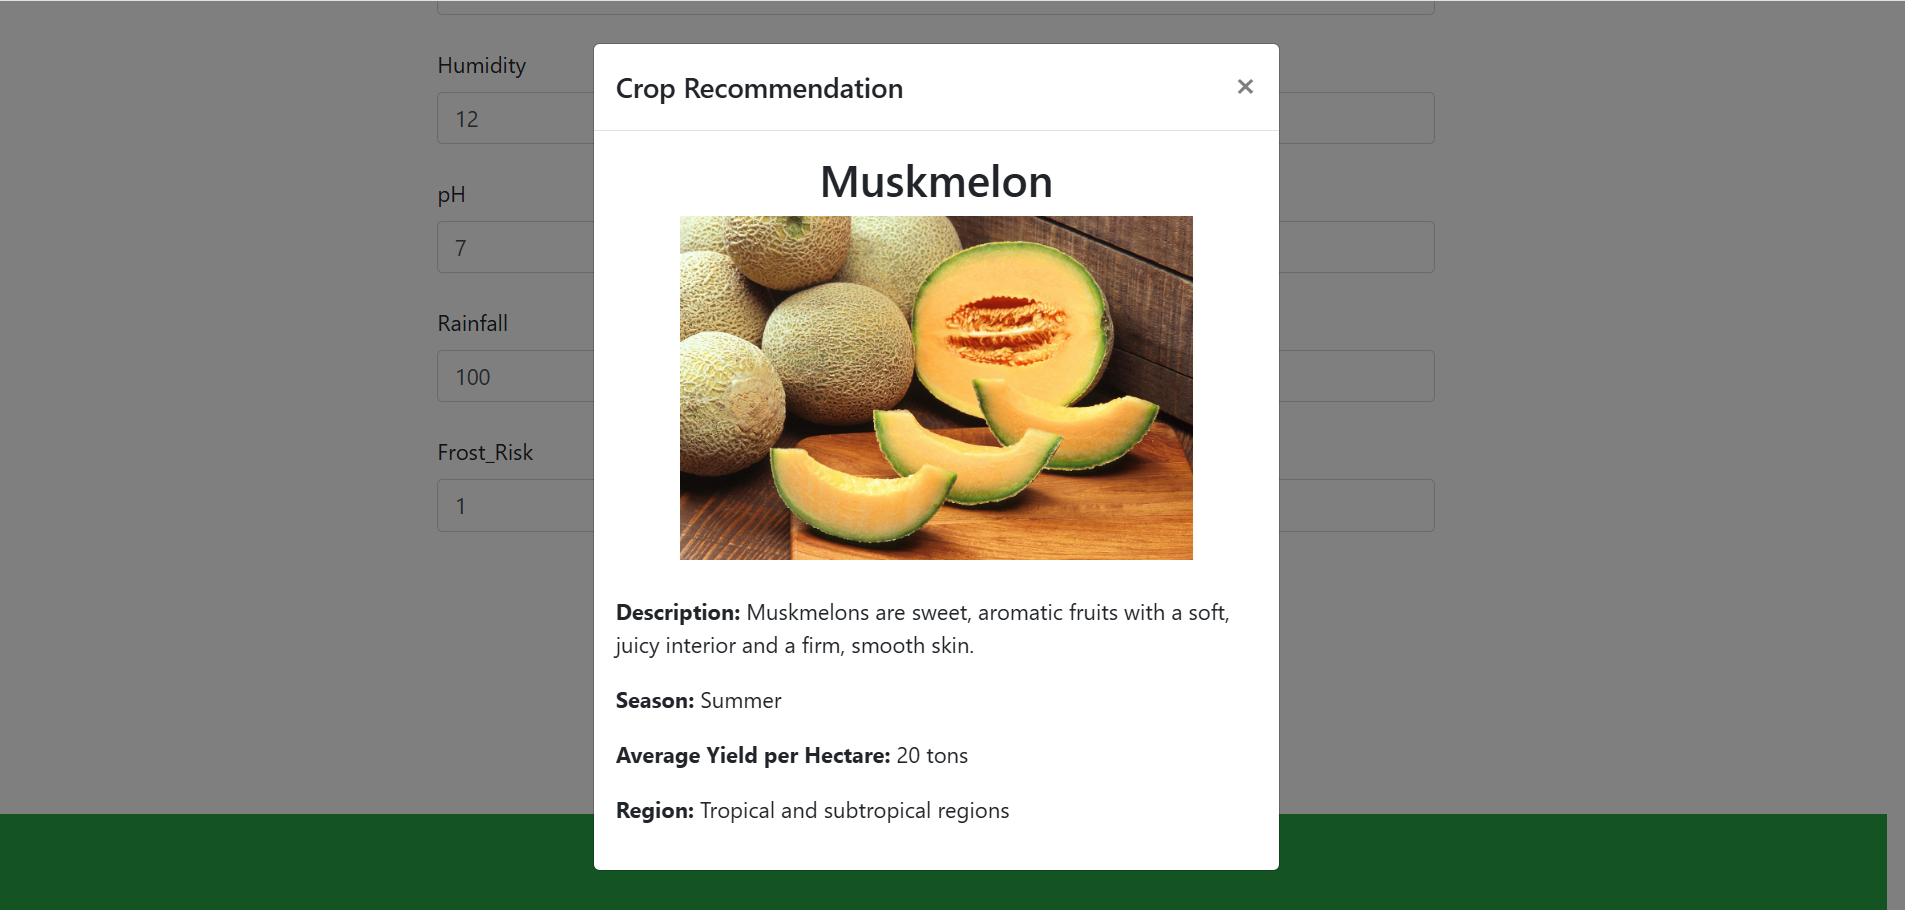 Humidity
12
pH
7
Rainfall
100
Frost_Risk
1
Crop Recommendation ×
Muskmelon
Description: Muskmelons are sweet, aromatic fruits with a soft,
juicy interior and a firm, smooth skin.
Season: Summer
Average Yield per Hectare: 20 tons
Region: Tropical and subtropical regions